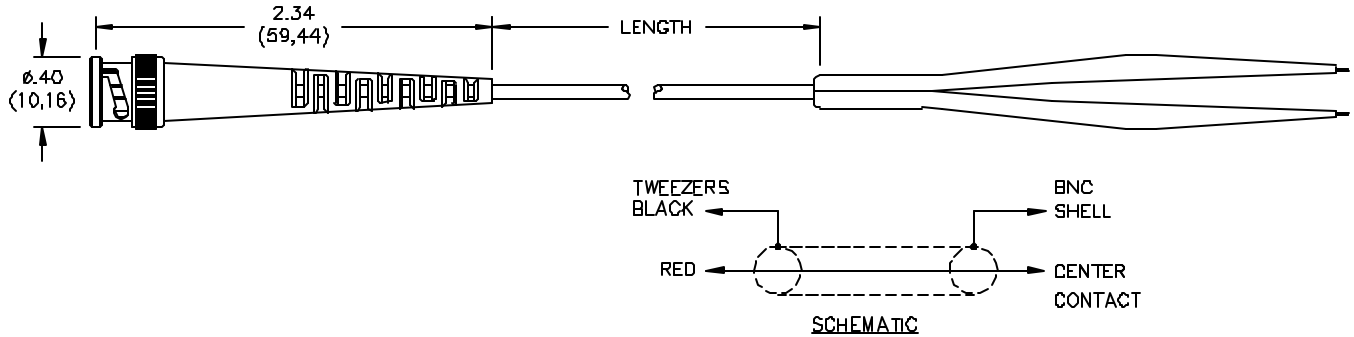 2.34
(59,44)
LENGTH
ø.40
(10,16)
TWEEZERS
BLACK
BNC
SHELL
RED
CENTER
CONTACT
SCHEMATIC